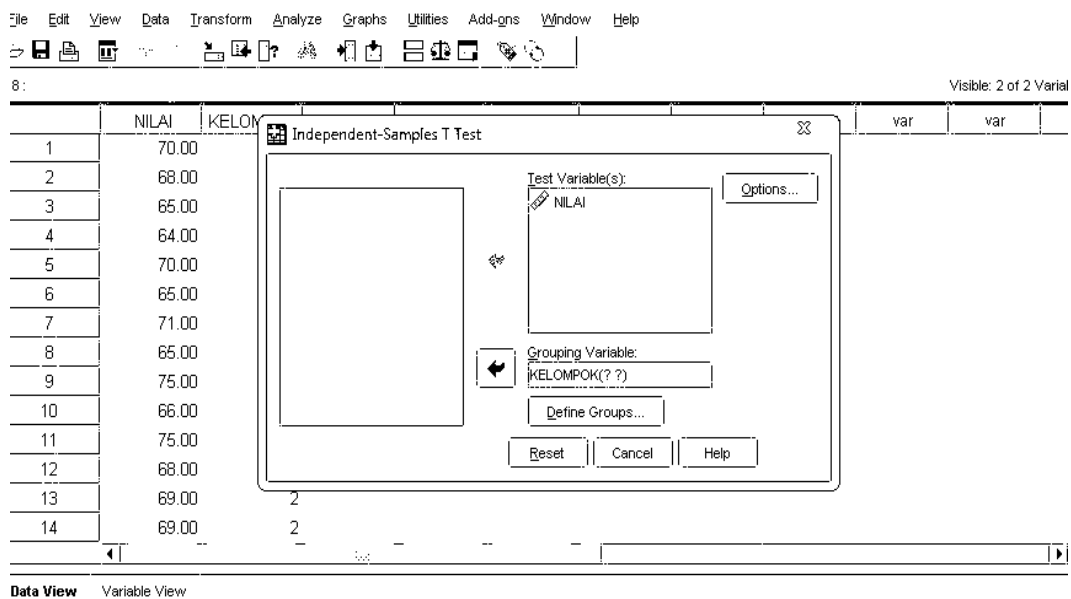 File Edit View Data Transform Analyze Graphs Utilities Add-ons Window Help
8 :
Visible: 2 of 2 Variab
NILAI KELOM var var
Independent-Samples T Test
1 70.00
2 68.00
3 65.00
4 64.00
5 70.00
6 65.00
7 71.00
8 65.00
9 75.00
10 66.00
11 75.00
12 68.00
13 69.00 2
14 69.00 2
Test Variable(s):
NILAI
Options...
Grouping Variable:
KELOMPOK(? ?)
Define Groups...
Reset Cancel Help
Data View Variable View